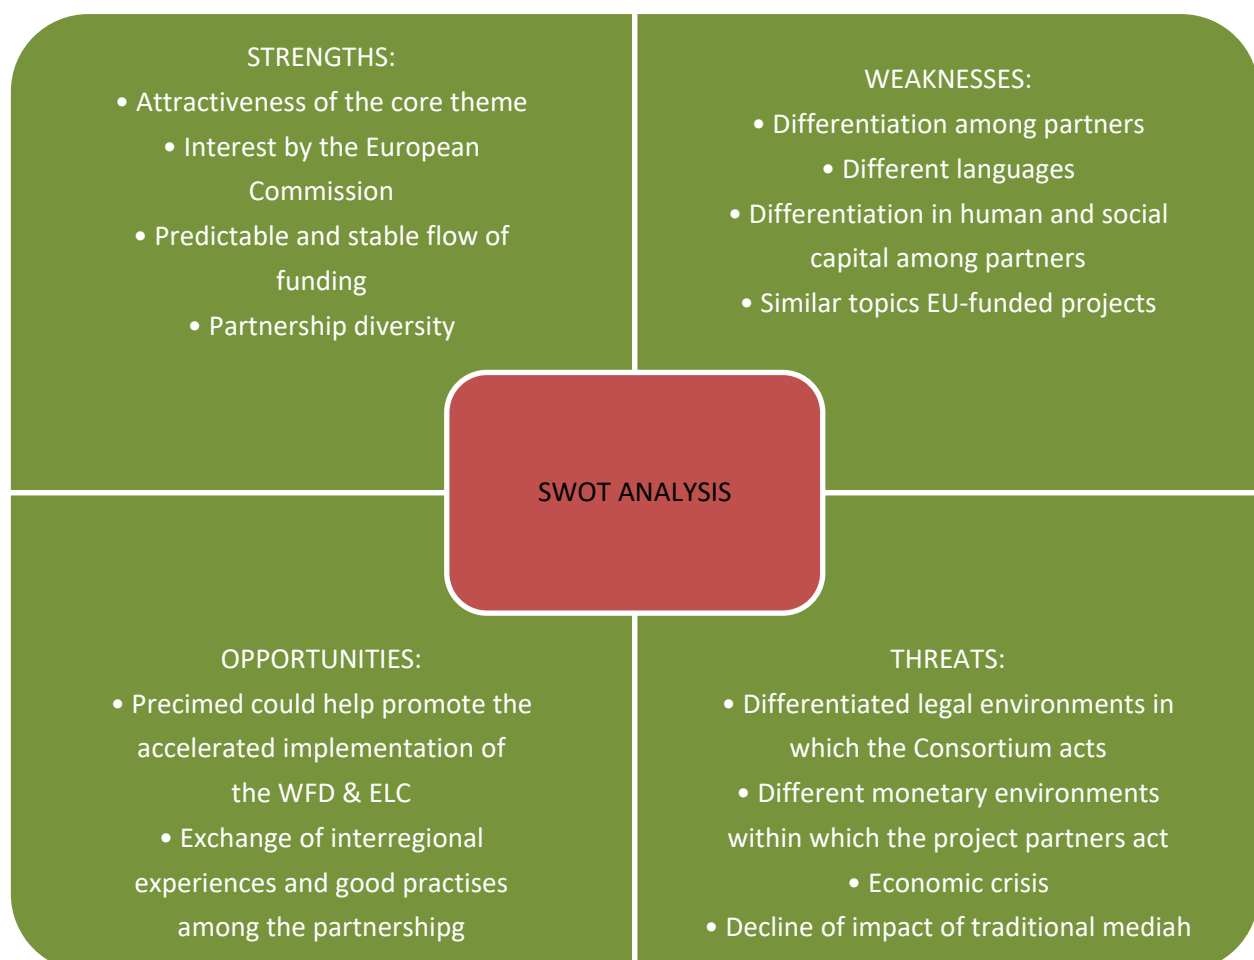 STRENGTHS:
• Attractiveness of the core theme
• Interest by the European
Commission
• Predictable and stable flow of
funding
• Partnership diversity
WEAKNESSES:
• Differentiation among partners
• Different languages
• Differentiation in human and social
capital among partners
• Similar topics EU-funded projects
SWOT ANALYSIS
OPPORTUNITIES:
• Precimed could help promote the
accelerated implementation of
the WFD & ELC
• Exchange of interregional
experiences and good practises
among the partnershipg
THREATS:
• Differentiated legal environments in
which the Consortium acts
• Different monetary environments
within which the project partners act
• Economic crisis
• Decline of impact of traditional mediah